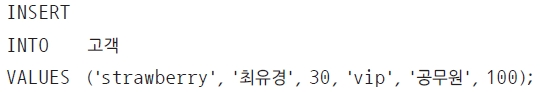 INSERT
INTO 고객
VALUES ('strawberry', '최유경', 30, 'vip', '공무원', 100);